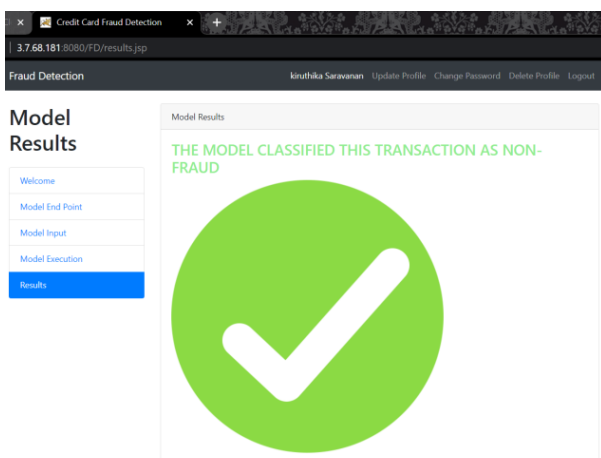 Credit Card Fraud Detection
3.7.68.181:8080/FD/results.jsp
Fraud Detection
kiruthika Saravanan Update Profile Change Password Delete Profile Logout
Model
Results
Welcome
Model End Point
Model Input
Model Execution
Results
Model Results
THE MODEL CLASSIFIED THIS TRANSACTION AS NON-
FRAUD